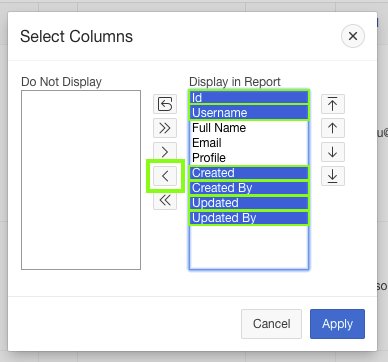 Select Columns
Do Not Display
Display in Report
Id
Username
Full Name
Email
Profile
Created
Created By
Updated
Updated By
Cancel
Apply